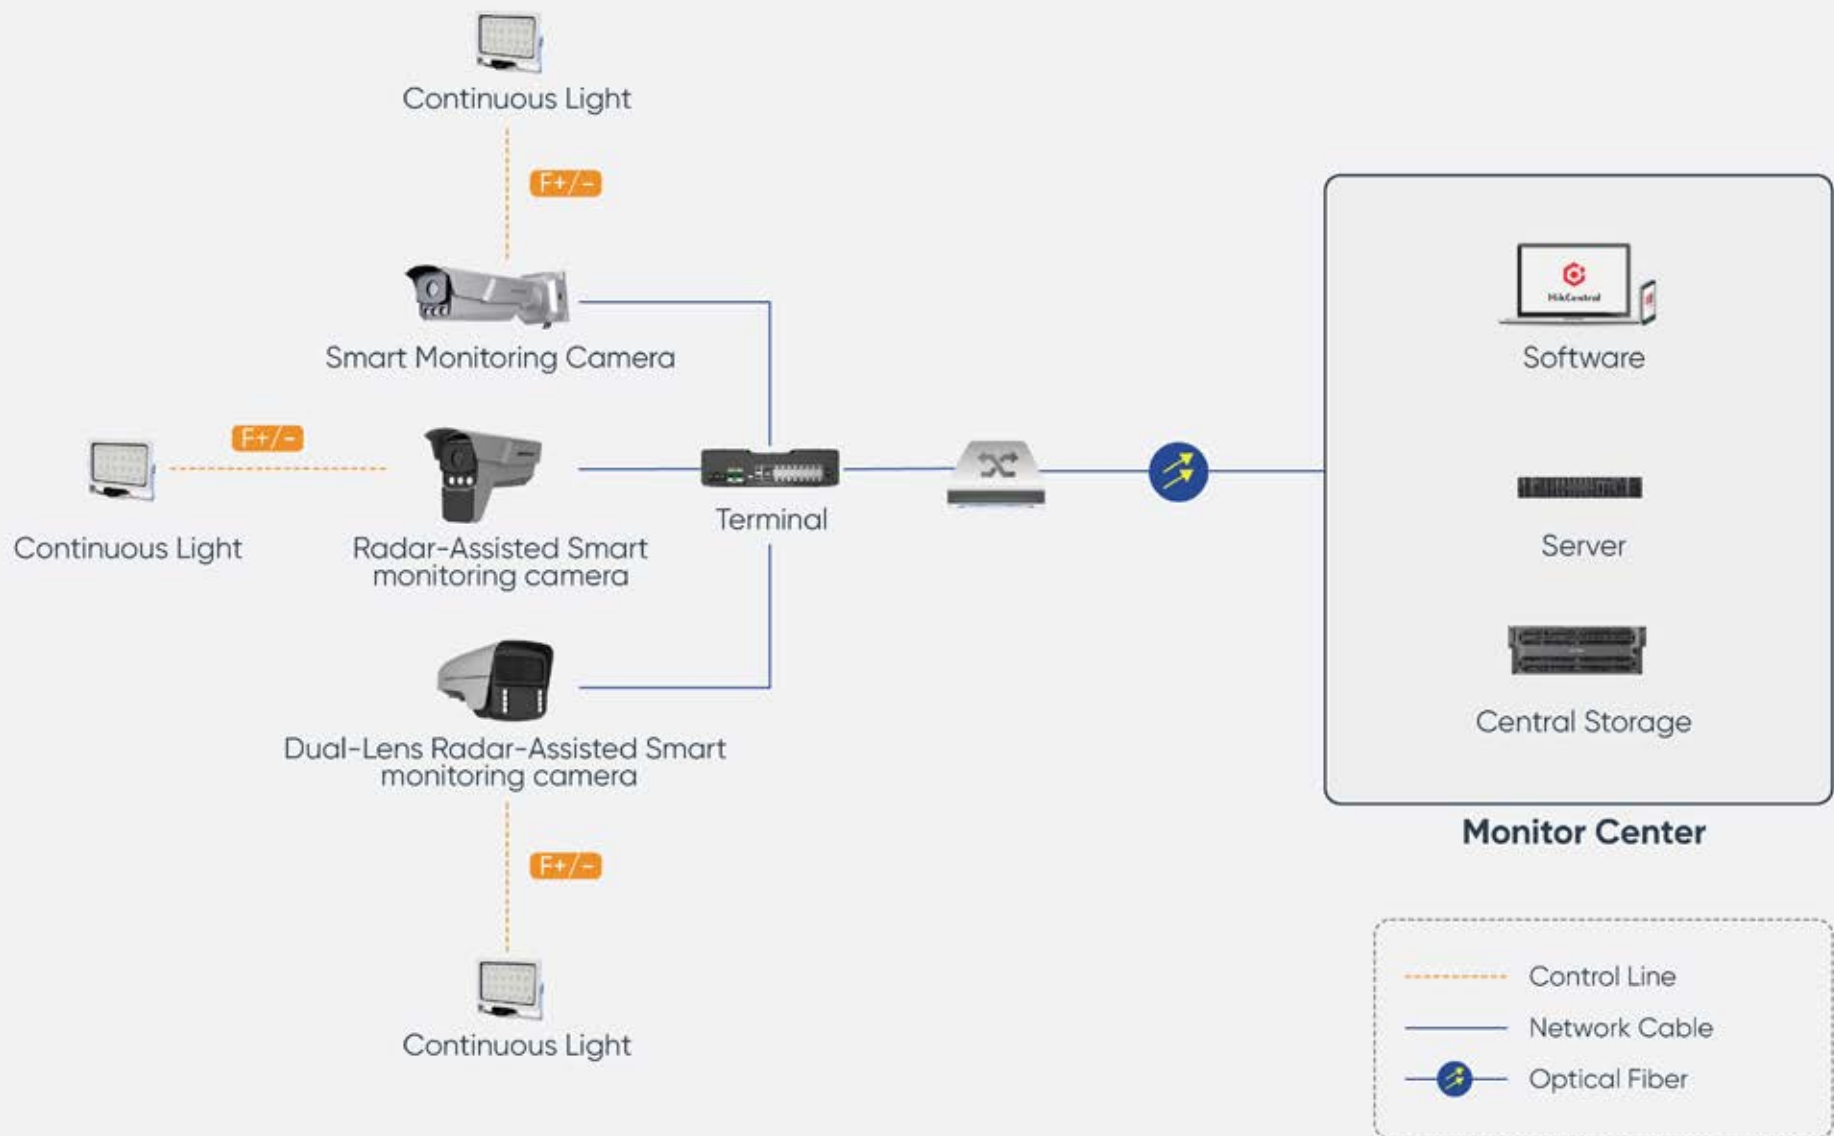 Continuous Light
F+/-
Smart Monitoring Camera
F+/-
Continuous Light
Radar-Assisted Smart
monitoring camera
Terminal
Dual-Lens Radar-Assisted Smart
monitoring camera
F+/-
Continuous Light
HikCentral
Software
Server
Central Storage
Monitor Center
Control Line
Network Cable
Optical Fiber